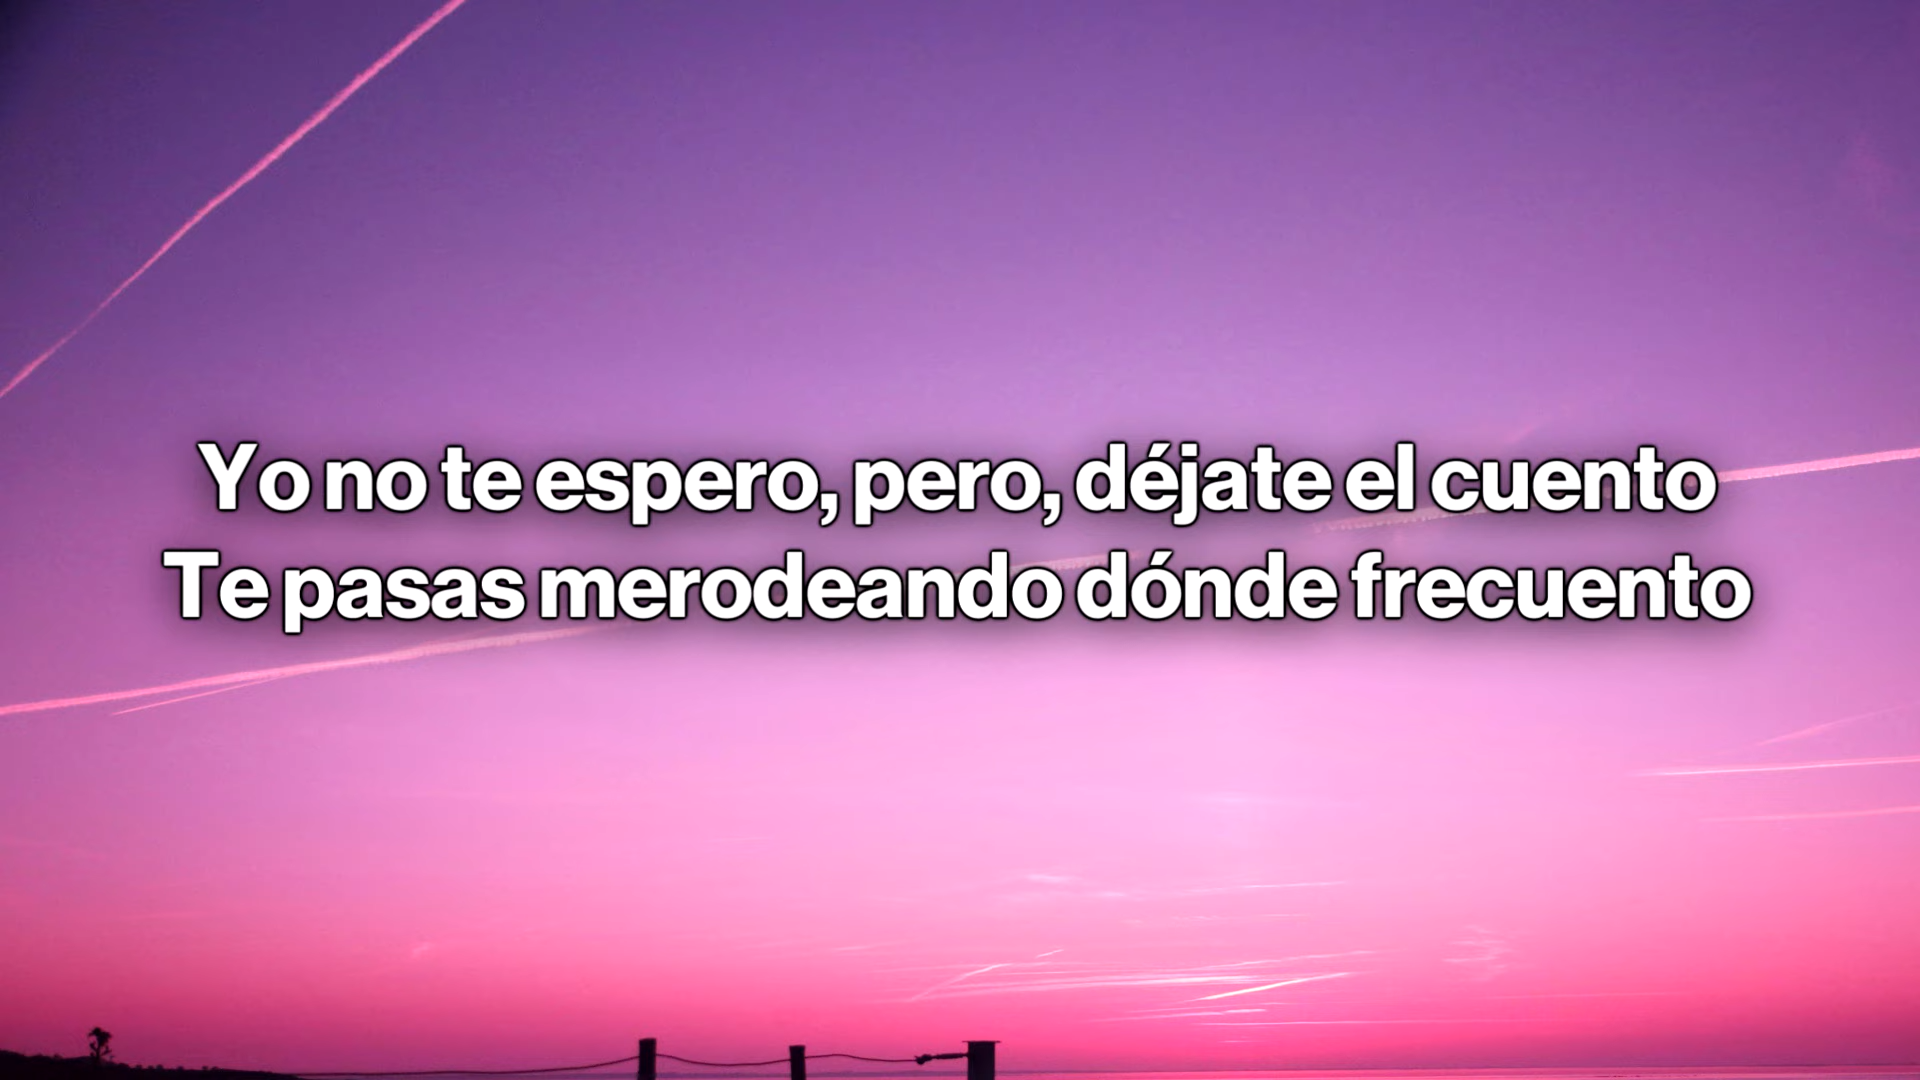 Yo no te espero, pero, déjate el cuento
Te pasas merodeando dónde frecuento